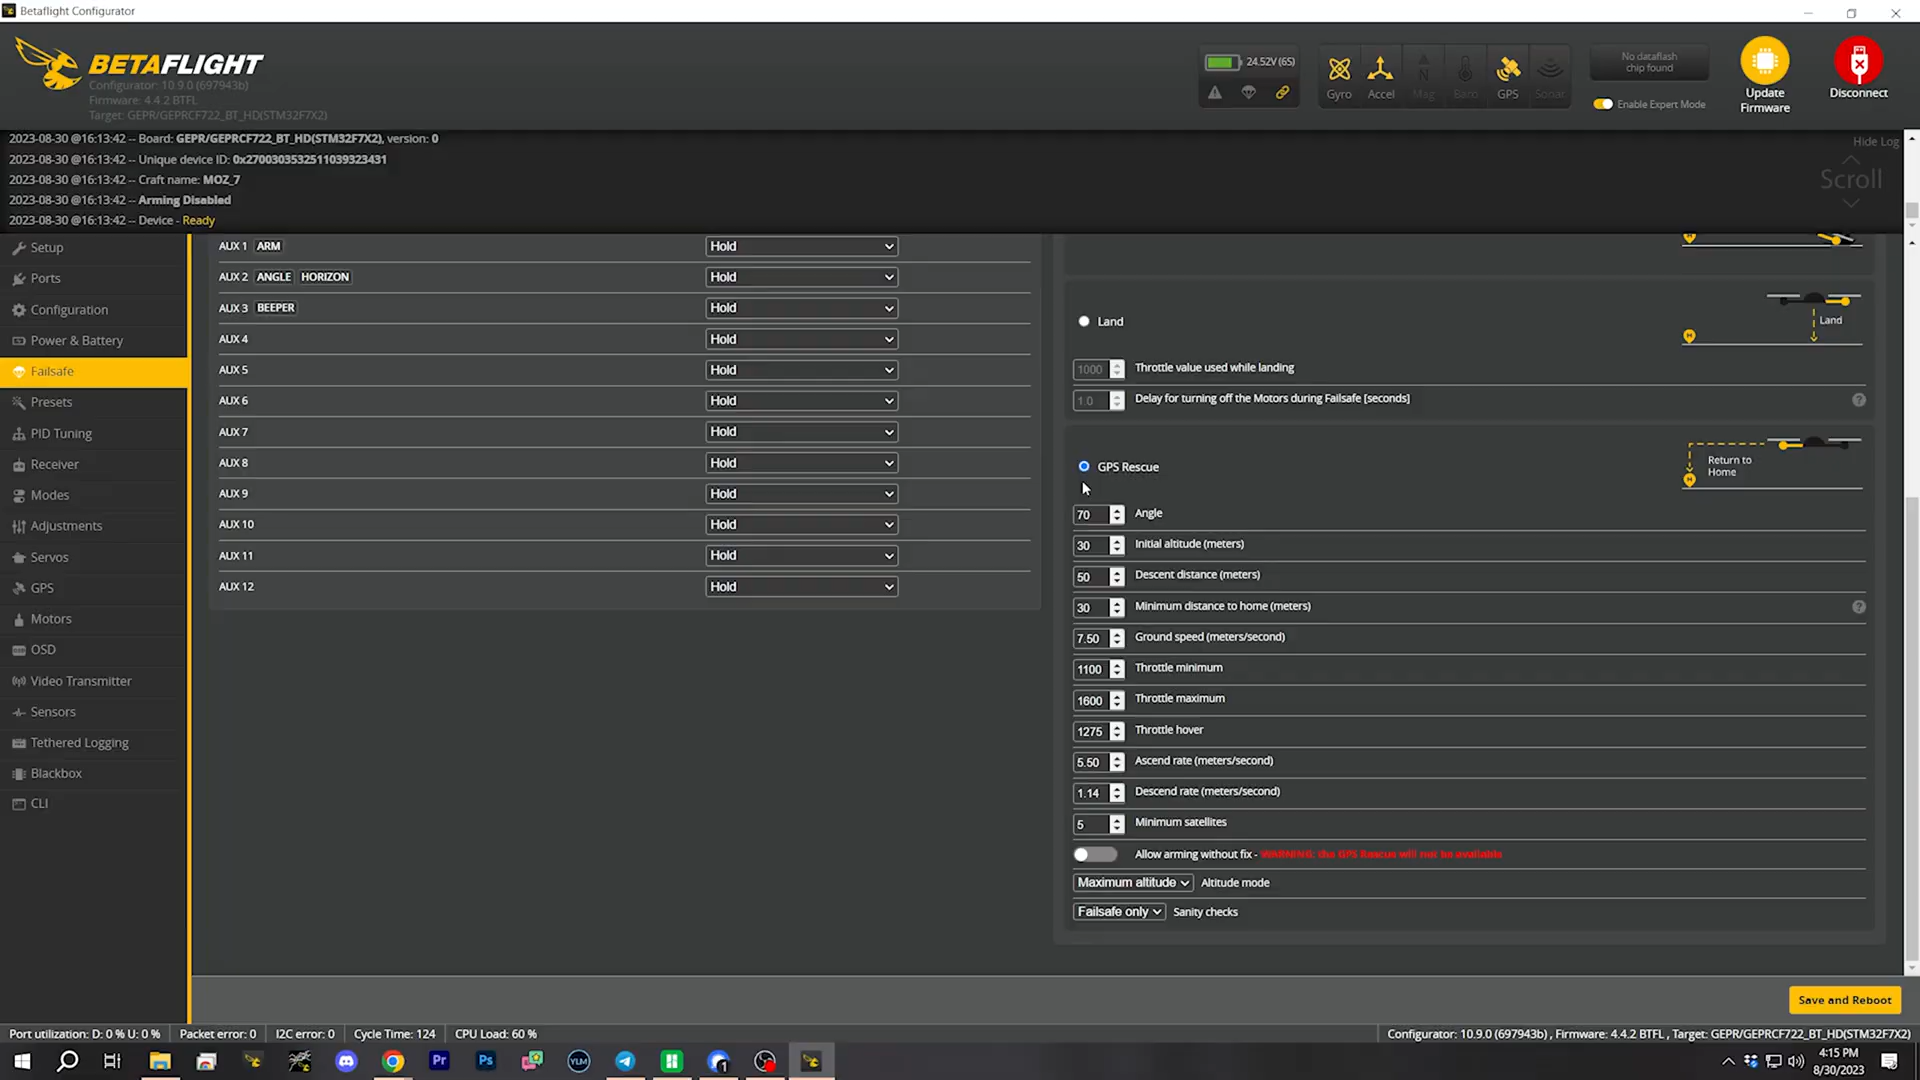 Betaflight Configurator
BETAFLIGHT
Configurator: 10.9.0 (697943b)
Firmware: 4.4.2 BTFL
Target: GEPR/GEPRCF722_BT_HD(STM32F7X2)
24.52V (6S)
Gyro
Accel
Mag
Baro
GPS
Sonar
No dataflash
chip found
Enable Expert Mode
Update
Firmware
Disconnect
2023-08-30 @16:13:42 -- Board: GEPR/GEPRCF722_BT_HD(STM32F7X2), version: 0
2023-08-30 @16:13:42 -- Unique device ID: 0x2700303532511039323431
2023-08-30 @16:13:42 -- Craft name: MOZ_7
2023-08-30 @16:13:42 -- Arming Disabled
2023-08-30 @16:13:42 -- Device - Ready
Hide Log
Scroll
Setup
Ports
Configuration
Power & Battery
Failsafe
Presets
PID Tuning
Receiver
Modes
Adjustments
Servos
GPS
Motors
OSD
Video Transmitter
Sensors
Tethered Logging
Blackbox
CLI
AUX 1 ARM Hold
AUX 2 ANGLE HORIZON Hold
AUX 3 BEEPER Hold
AUX 4 Hold
AUX 5 Hold
AUX 6 Hold
AUX 7 Hold
AUX 8 Hold
AUX 9 Hold
AUX 10 Hold
AUX 11 Hold
AUX 12 Hold
Land
Land
1000 Throttle value used while landing
1.0 Delay for turning off the Motors during Failsafe [seconds]
GPS Rescue
Return to
Home
70 Angle
30 Initial altitude (meters)
50 Descent distance (meters)
30 Minimum distance to home (meters)
7.50 Ground speed (meters/second)
1100 Throttle minimum
1600 Throttle maximum
1275 Throttle hover
5.50 Ascend rate (meters/second)
1.14 Descend rate (meters/second)
5 Minimum satellites
Allow arming without fix - WARNING: the GPS Rescue will not be available
Maximum altitude Altitude mode
Failsafe only Sanity checks
Save and Reboot
Port utilization: D: 0 % U: 0 % Packet error: 0 I2C error: 0 Cycle Time: 124 CPU Load: 60 %
Configurator: 10.9.0 (697943b) , Firmware: 4.4.2 BTFL , Target: GEPR/GEPRCF722_BT_HD(STM32F7X2)
Pr
Ps
YLM
1
4:15 PM
8/30/2023